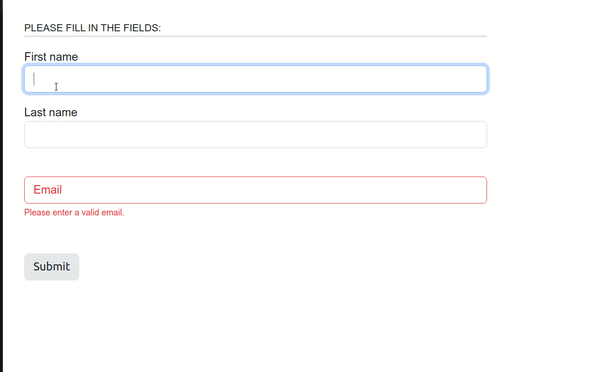 PLEASE FILL IN THE FIELDS:
First name
Last name
Email
Please enter a valid email.
Submit